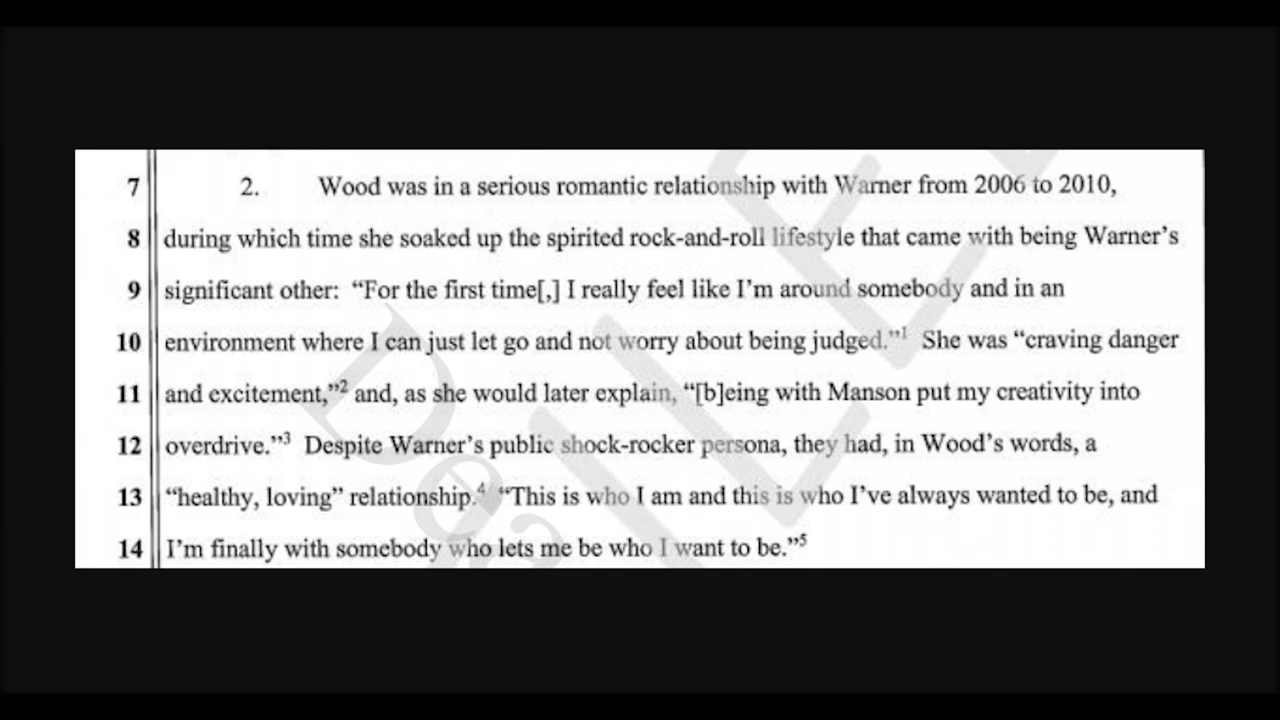 7 2. Wood was in a serious romantic relationship with Warner from 2006 to 2010,
8 during which time she soaked up the spirited rock-and-roll lifestyle that came with being Warner's
9 significant other: “For the first time[,] I really feel like I'm around somebody and in an
10 environment where I can just let go and not worry about being judged.”1 She was “craving danger
11 and excitement,”2 and, as she would later explain, “[b]eing with Manson put my creativity into
12 overdrive.”3 Despite Warner's public shock-rocker persona, they had, in Wood's words, a
13 “healthy, loving” relationship.4 “This is who I am and this is who I've always wanted to be, and
14 I'm finally with somebody who lets me be who I want to be.”5